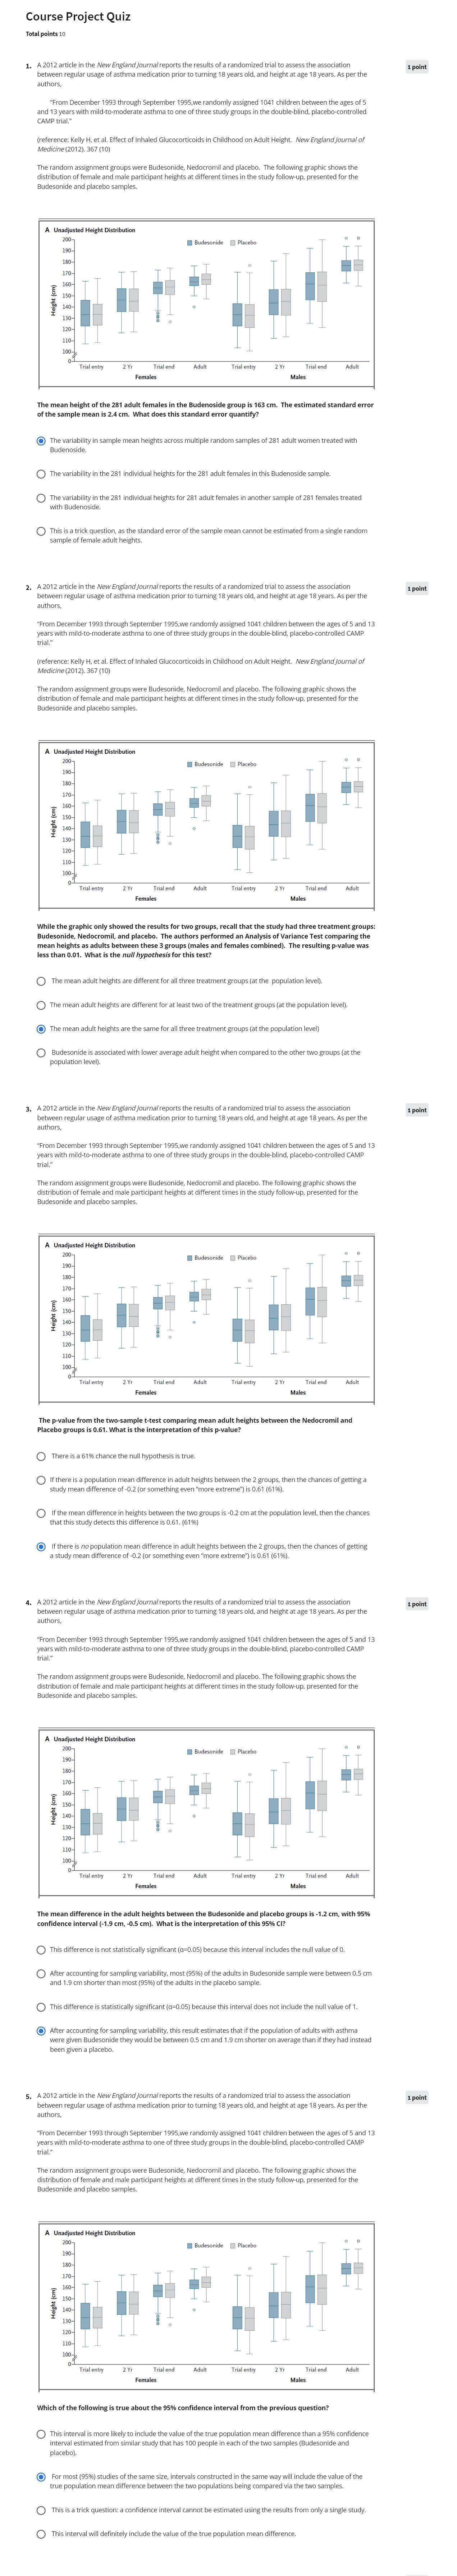 Course Project Quiz
Total points 10
1. A 2012 article in the New England Journal reports the results of a randomized trial to assess the association
1 point
between regular usage of asthma medication prior to turning 18 years old, and height at age 18 years. As per the
authors,
"From December 1993 through September 1995,we randomly assigned 1041 children between the ages of 5
and 13 years with mild-to-moderate asthma to one of three study groups in the double-blind, placebo-controlled
CAMP trial."
(reference: Kelly H, et al. Effect of Inhaled Glucocorticoids in Childhood on Adult Height. New England Journal of
Medicine (2012). 367 (10)
The random assignment groups were Budesonide, Nedocromil and placebo. The following graphic shows the
distribution of female and male participant heights at different times in the study follow-up, presented for the
Budesonide and placebo samples.
A Unadjusted Height Distribution
Budesonide Placebo
200
190
180
170
160
150
140
130
120
110
100
0
Height (cm)
Trial entry 2 Yr Trial end Adult Trial entry 2 Yr Trial end Adult
Females Males
The mean height of the 281 adult females in the Budenoside group is 163 cm. The estimated standard error
of the sample mean is 2.4 cm. What does this standard error quantify?
The variability in sample mean heights across multiple random samples of 281 adult women treated with
Budenoside.
The variability in the 281 individual heights for the 281 adult females in this Budenoside sample.
The variability in the 281 individual heights for 281 adult females in another sample of 281 females treated
with Budenoside.
This is a trick question, as the standard error of the sample mean cannot be estimated from a single random
sample of female adult heights.
2. A 2012 article in the New England Journal reports the results of a randomized trial to assess the association
1 point
between regular usage of asthma medication prior to turning 18 years old, and height at age 18 years. As per the
authors,
"From December 1993 through September 1995,we randomly assigned 1041 children between the ages of 5 and 13
years with mild-to-moderate asthma to one of three study groups in the double-blind, placebo-controlled CAMP
trial."
(reference: Kelly H, et al. Effect of Inhaled Glucocorticoids in Childhood on Adult Height. New England Journal of
Medicine (2012). 367 (10)
The random assignment groups were Budesonide, Nedocromil and placebo. The following graphic shows the
distribution of female and male participant heights at different times in the study follow-up, presented for the
Budesonide and placebo samples.
A Unadjusted Height Distribution
Budesonide Placebo
200
190
180
170
160
150
140
130
120
110
100
0
Height (cm)
Trial entry 2 Yr Trial end Adult Trial entry 2 Yr Trial end Adult
Females Males
While the graphic only showed the results for two groups, recall that the study had three treatment groups:
Budesonide, Nedocromil, and placebo. The authors performed an Analysis of Variance Test comparing the
mean heights as adults between these 3 groups (males and females combined). The resulting p-value was
less than 0.01. What is the null hypothesis for this test?
The mean adult heights are different for all three treatment groups (at the population level).
The mean adult heights are different for at least two of the treatment groups (at the population level).
The mean adult heights are the same for all three treatment groups (at the population level)
Budesonide is associated with lower average adult height when compared to the other two groups (at the
population level).
3. A 2012 article in the New England Journal reports the results of a randomized trial to assess the association
1 point
between regular usage of asthma medication prior to turning 18 years old, and height at age 18 years. As per the
authors,
"From December 1993 through September 1995,we randomly assigned 1041 children between the ages of 5 and 13
years with mild-to-moderate asthma to one of three study groups in the double-blind, placebo-controlled CAMP
trial."
The random assignment groups were Budesonide, Nedocromil and placebo. The following graphic shows the
distribution of female and male participant heights at different times in the study follow-up, presented for the
Budesonide and placebo samples.
A Unadjusted Height Distribution
Budesonide Placebo
200
190
180
170
160
150
140
130
120
110
100
0
Height (cm)
Trial entry 2 Yr Trial end Adult Trial entry 2 Yr Trial end Adult
Females Males
The p-value from the two-sample t-test comparing mean adult heights between the Nedocromil and
Placebo groups is 0.61. What is the interpretation of this p-value?
There is a 61% chance the null hypothesis is true.
If there is a population mean difference in adult heights between the 2 groups, then the chances of getting a
study mean difference of -0.2 (or something even "more extreme") is 0.61 (61%).
If the mean difference in heights between the two groups is -0.2 cm at the population level, then the chances
that this study detects this difference is 0.61. (61%)
If there is no population mean difference in adult heights between the 2 groups, then the chances of getting
a study mean difference of -0.2 (or something even "more extreme") is 0.61 (61%).
4. A 2012 article in the New England Journal reports the results of a randomized trial to assess the association
1 point
between regular usage of asthma medication prior to turning 18 years old, and height at age 18 years. As per the
authors,
"From December 1993 through September 1995,we randomly assigned 1041 children between the ages of 5 and 13
years with mild-to-moderate asthma to one of three study groups in the double-blind, placebo-controlled CAMP
trial."
The random assignment groups were Budesonide, Nedocromil and placebo. The following graphic shows the
distribution of female and male participant heights at different times in the study follow-up, presented for the
Budesonide and placebo samples.
A Unadjusted Height Distribution
Budesonide Placebo
200
190
180
170
160
150
140
130
120
110
100
0
Height (cm)
Trial entry 2 Yr Trial end Adult Trial entry 2 Yr Trial end Adult
Females Males
The mean difference in the adult heights between the Budesonide and placebo groups is -1.2 cm, with 95%
confidence interval (-1.9 cm, -0.5 cm). What is the interpretation of this 95% CI?
This difference is not statistically significant (α=0.05) because this interval includes the null value of 0.
After accounting for sampling variability, most (95%) of the adults in Budesonide sample were between 0.5 cm
and 1.9 cm shorter than most (95%) of the adults in the placebo sample.
This difference is statistically significant (α=0.05) because this interval does not include the null value of 1.
After accounting for sampling variability, this result estimates that if the population of adults with asthma
were given Budesonide they would be between 0.5 cm and 1.9 cm shorter on average than if they had instead
been given a placebo.
5. A 2012 article in the New England Journal reports the results of a randomized trial to assess the association
1 point
between regular usage of asthma medication prior to turning 18 years old, and height at age 18 years. As per the
authors,
"From December 1993 through September 1995,we randomly assigned 1041 children between the ages of 5 and 13
years with mild-to-moderate asthma to one of three study groups in the double-blind, placebo-controlled CAMP
trial."
The random assignment groups were Budesonide, Nedocromil and placebo. The following graphic shows the
distribution of female and male participant heights at different times in the study follow-up, presented for the
Budesonide and placebo samples.
A Unadjusted Height Distribution
Budesonide Placebo
200
190
180
170
160
150
140
130
120
110
100
0
Height (cm)
Trial entry 2 Yr Trial end Adult Trial entry 2 Yr Trial end Adult
Females Males
Which of the following is true about the 95% confidence interval from the previous question?
This interval is more likely to include the value of the true population mean difference than a 95% confidence
interval estimated from similar study that has 100 people in each of the two samples (Budesonide and
placebo).
For most (95%) studies of the same size, intervals constructed in the same way will include the value of the
true population mean difference between the two populations being compared via the two samples.
This is a trick question: a confidence interval cannot be estimated using the results from only a single study.
This interval will definitely include the value of the true population mean difference.